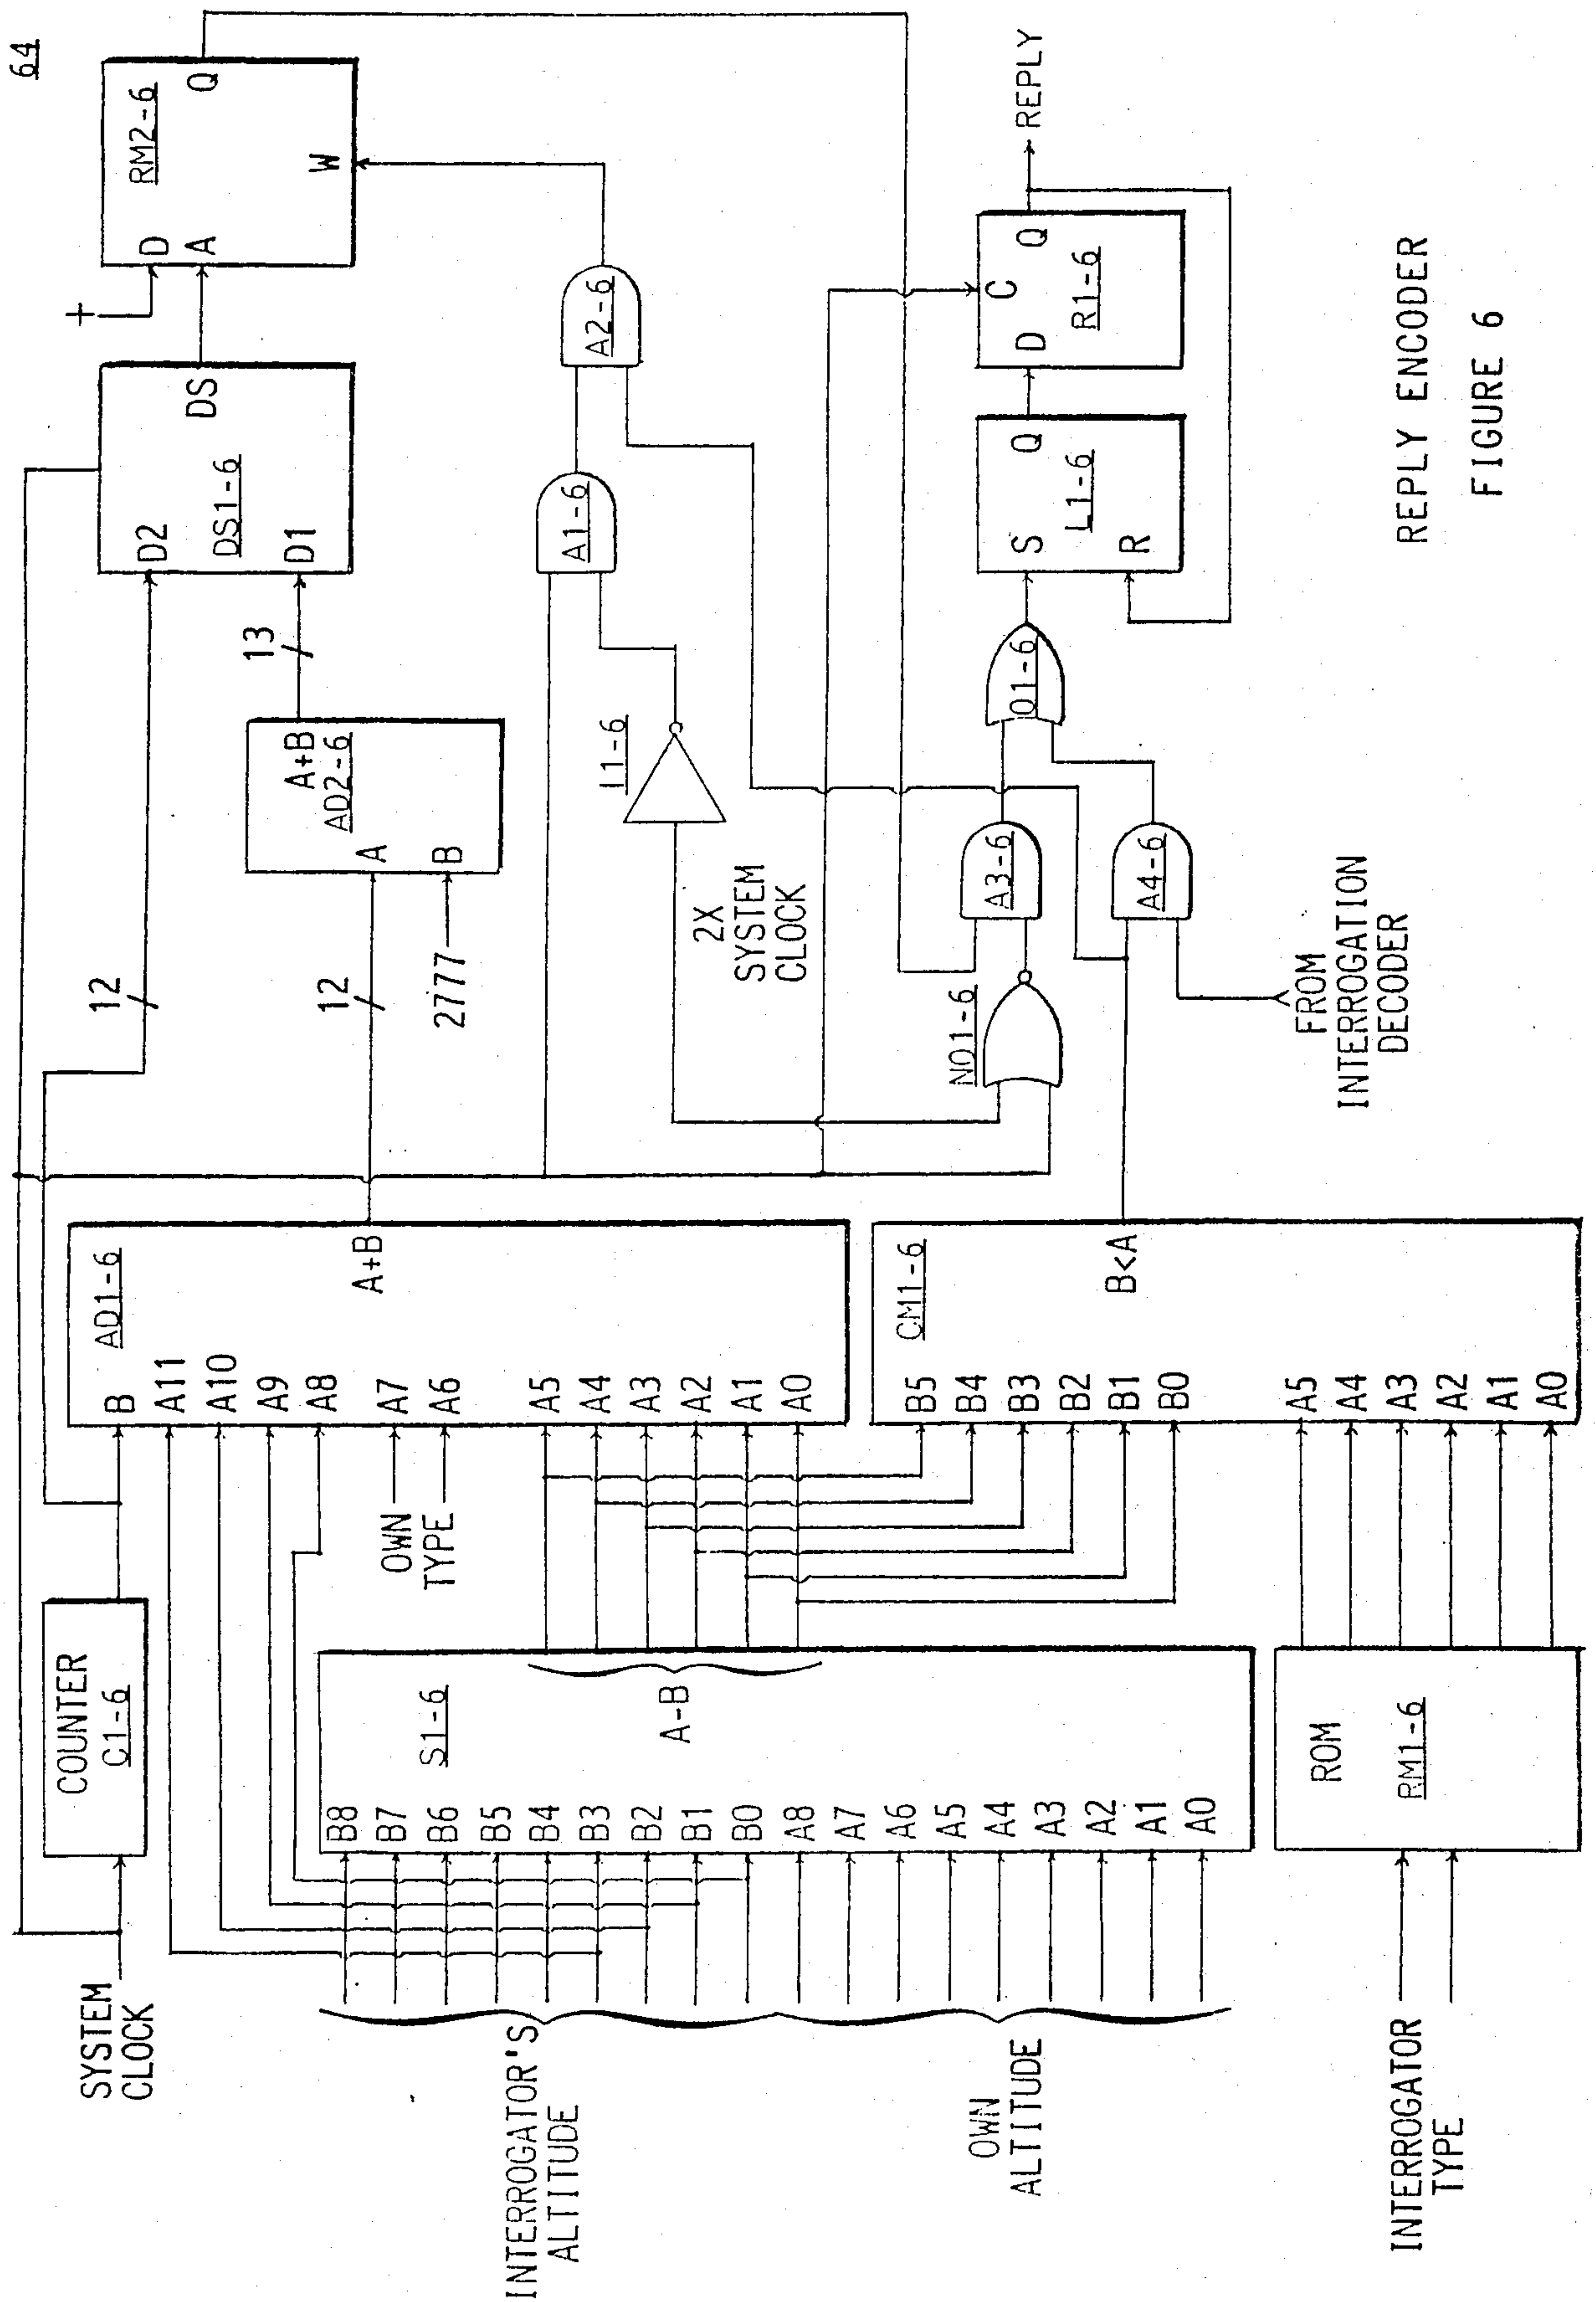 64
SYSTEM
CLOCK
COUNTER
C1-6
INTERROGATOR'S
ALTITUDE
OWN
ALTITUDE
B8
B7
B6
B5
B4
B3
B2
B1
B0
A8
A7
A6
A5
A4
A3
A2
A1
A0
S1-6
A-B
INTERROGATOR
TYPE
ROM
RM1-6
OWN
TYPE
B
A11
A10
A9
A8
A7
A6
A5
A4
A3
A2
A1
A0
AD1-6
A+B
B5
B4
B3
B2
B1
B0
A5
A4
A3
A2
A1
A0
CM1-6
B<A
12
12
2777
A
B
A+B
AD2-6
13
D2
D1
DS1-6
DS
+
D
A
RM2-6
Q
W
2X
SYSTEM
CLOCK
I1-6
A1-6
A2-6
NO1-6
A3-6
A4-6
FROM
INTERROGATION
DECODER
O1-6
S
R
L1-6
Q
D
C
R1-6
Q
REPLY
REPLY ENCODER
FIGURE 6